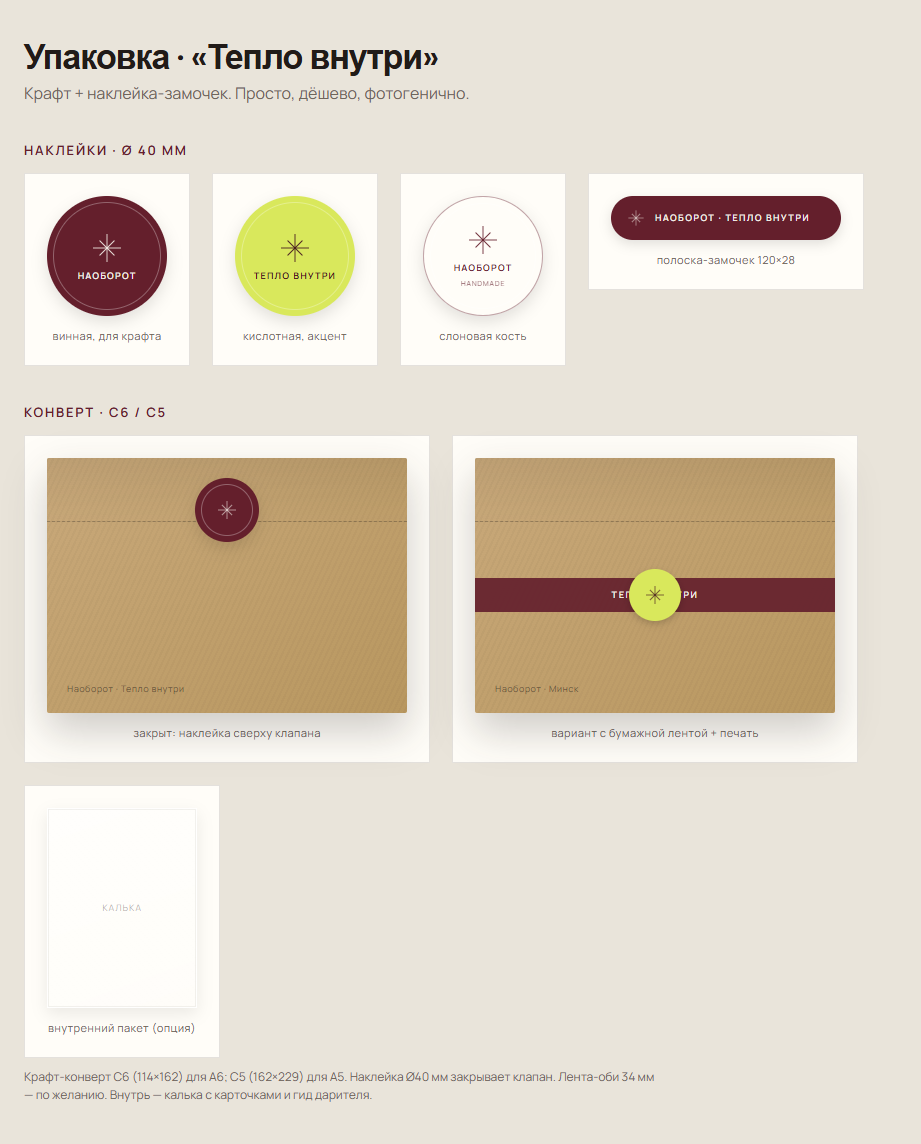 Упаковка · «Тепло внутри»
Крафт + наклейка-замочек. Просто, дёшево, фотогенично.
НАКЛЕЙКИ · Ø 40 ММ
НАОБОРОТ
винная, для крафта
ТЕПЛО ВНУТРИ
кислотная, акцент
НАОБОРОТ
HANDMADE
слоновая кость
НАОБОРОТ · ТЕПЛО ВНУТРИ
полоска-замочек 120×28
КОНВЕРТ · C6 / C5
Наоборот · Тепло внутри
закрыт: наклейка сверху клапана
Наоборот · Минск
вариант с бумажной лентой + печать
КАЛЬКА
внутренний пакет (опция)
Крафт-конверт C6 (114×162) для A6; C5 (162×229) для A5. Наклейка Ø40 мм закрывает клапан. Лента-оби 34 мм
— по желанию. Внутрь — калька с карточками и гид дарителя.